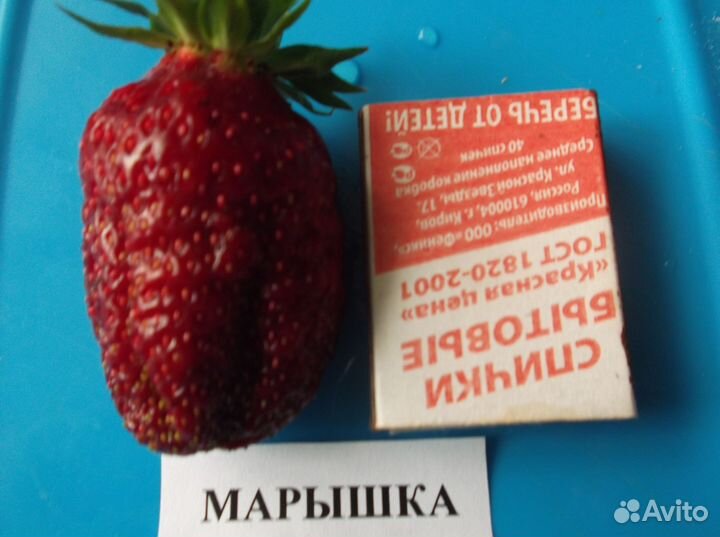 СПИЧКИ
БЫТОВЫЕ
«Красная цена»
ГОСТ 1820-2001
Производитель: ООО «Феникс»,
Россия, 610004, г. Киров,
ул. Красной Звезды, 17.
Среднее наполнение коробка
40 спичек
БЕРЕЧЬ ОТ ДЕТЕЙ!
МАРЫШКА
Avito